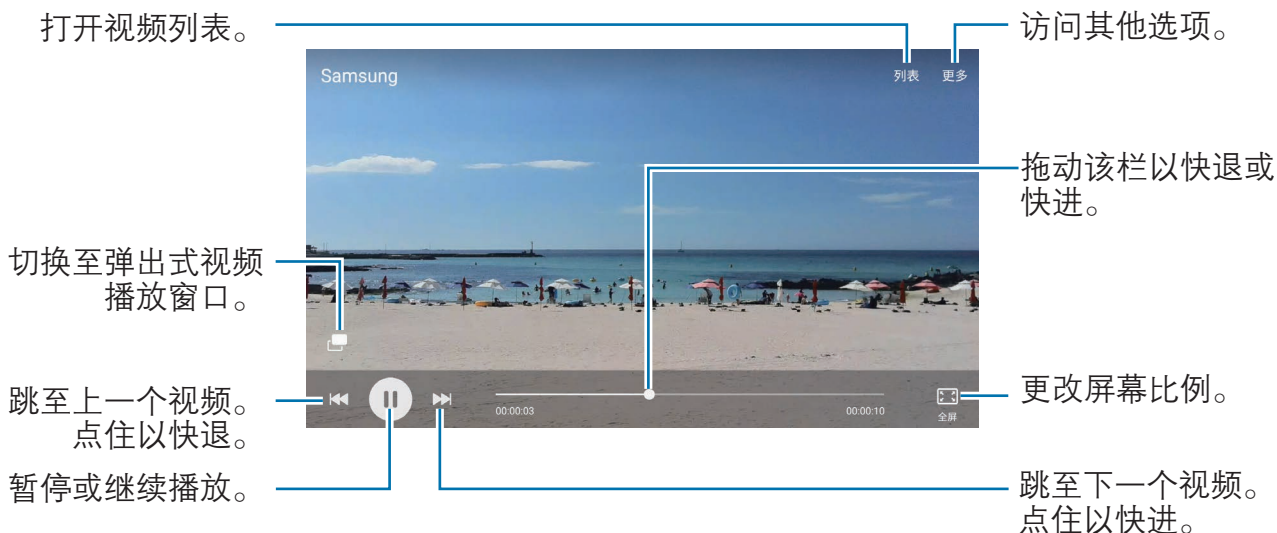 打开视频列表。
访问其他选项。
Samsung
列表
更多
拖动该栏以快退或
快进。
切换至弹出式视频
播放窗口。
跳至上一个视频。
点住以快退。
00:00:03
00:00:10
全屏
更改屏幕比例。
暂停或继续播放。
跳至下一个视频。
点住以快进。